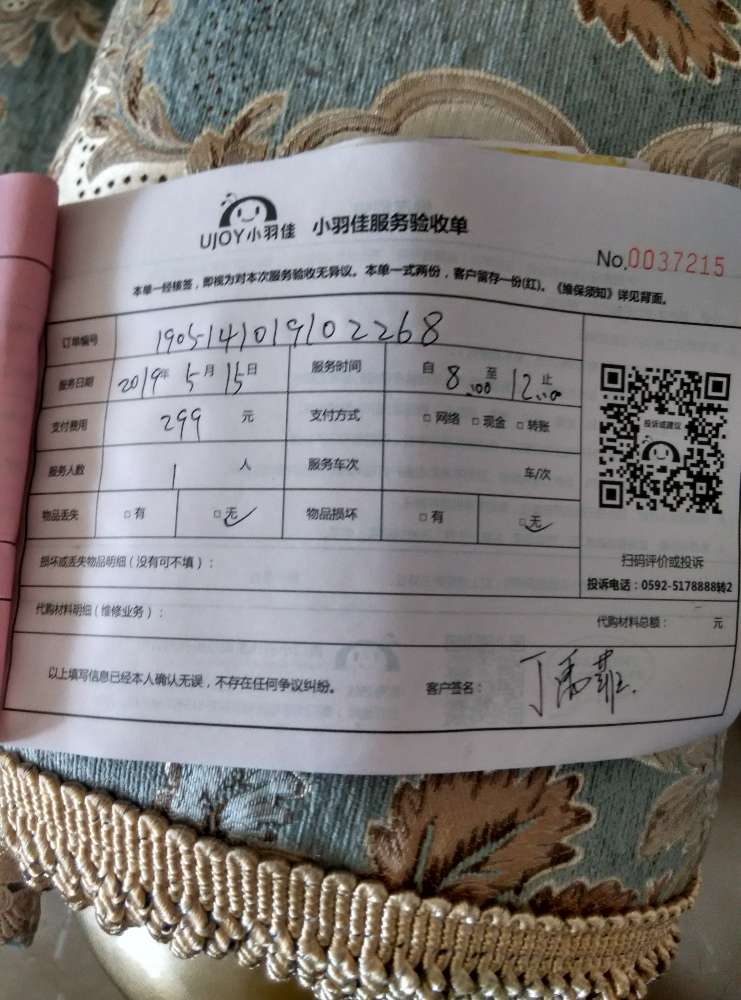 UJOY小羽佳 小羽佳服务验收单
No.0037215
本单一经核签，即视为对本次服务验收无异议。本单一式两份，客户留存一份(红)。《维保须知》详见背面。
订单编号 1905141019102268
服务日期 2019年 5月 15日 服务时间 自 8:00 至 12:00 止
支付费用 299 元 支付方式 □ 网络 □ 现金 □ 转账
服务人数 1 人 服务车次 车/次
物品丢失 □ 有 □ 无 物品损坏 □ 有 □ 无
投诉或建议
扫码评价或投诉
投诉电话：0592-5178888转2
损坏或丢失物品明细（没有可不填）：
代购材料明细（维修业务）： 代购材料总额： 元
以上填写信息已经本人确认无误，不存在任何争议纠纷。 客户签名：